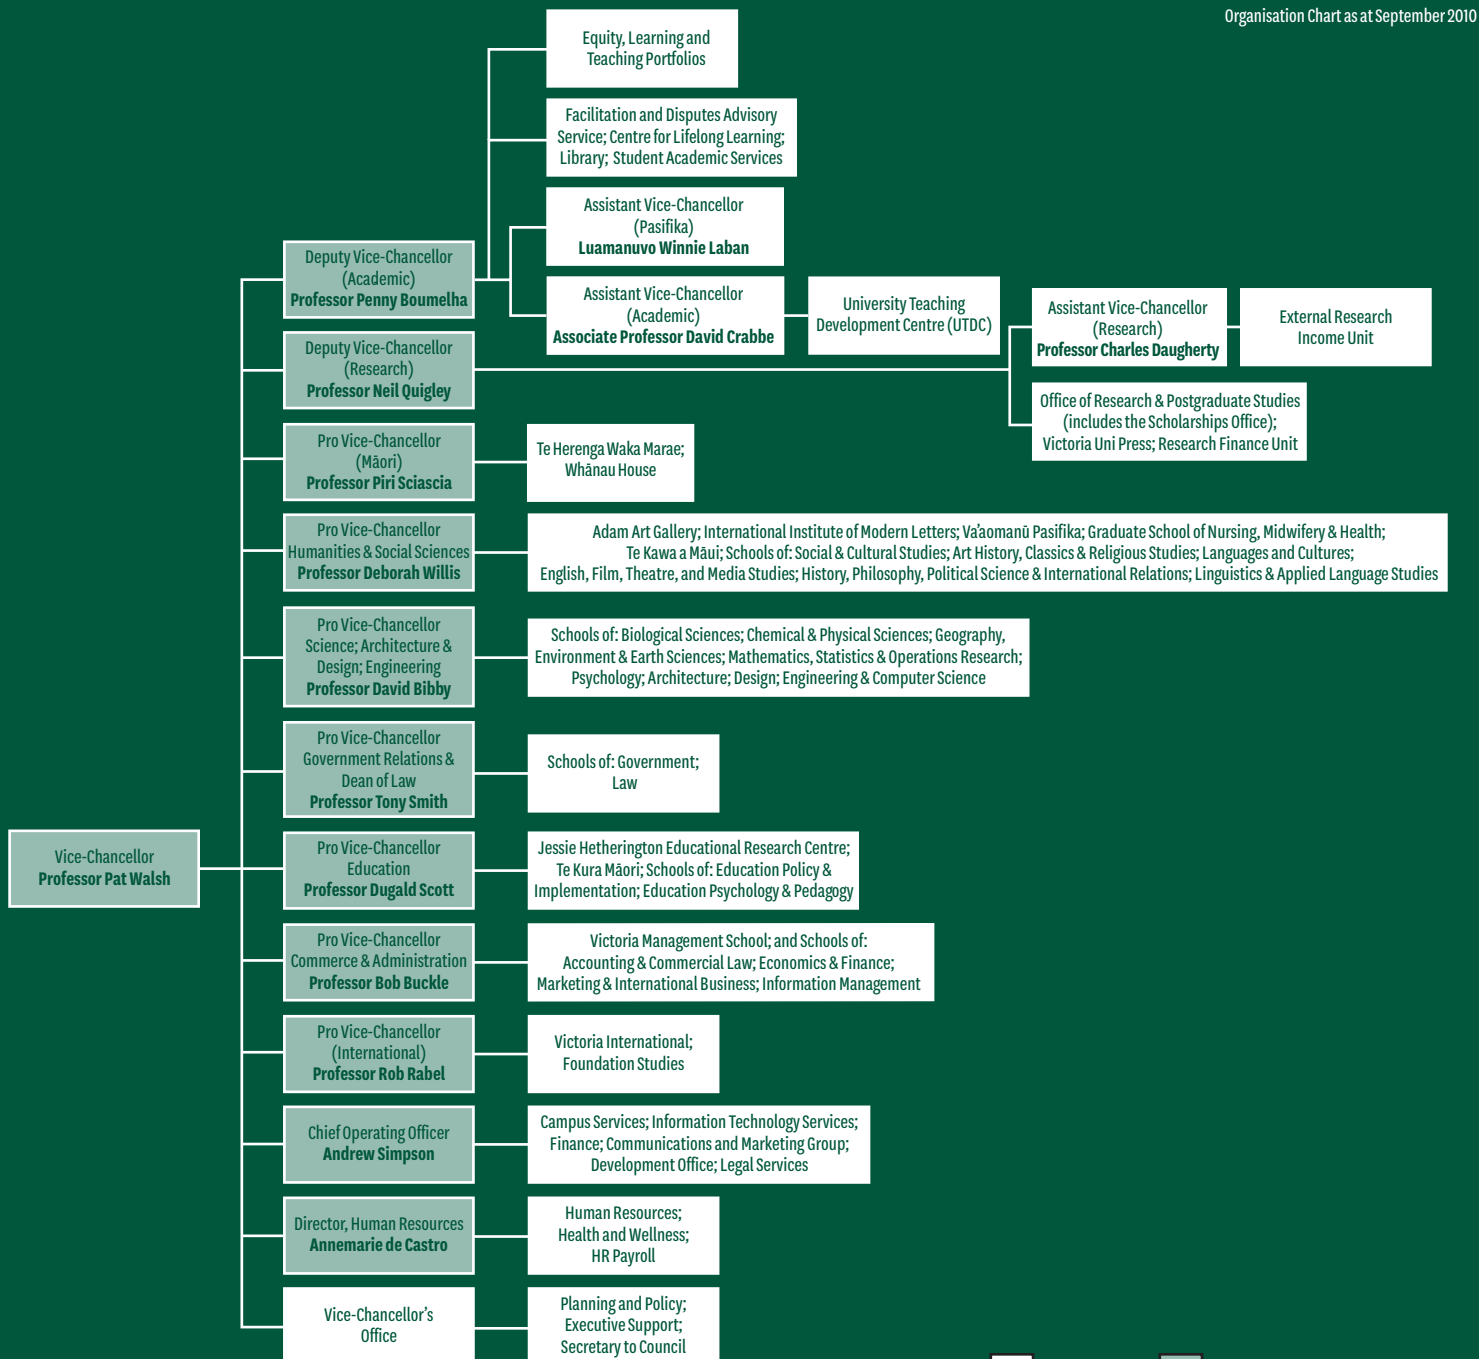 Organisation Chart as at September 2010
Equity, Learning and
Teaching Portfolios
Facilitation and Disputes Advisory
Service; Centre for Lifelong Learning;
Library; Student Academic Services
Assistant Vice-Chancellor
(Pasifika)
Luamanuvo Winnie Laban
Deputy Vice-Chancellor
(Academic)
Professor Penny Boumelha
Assistant Vice-Chancellor
(Academic)
Associate Professor David Crabbe
University Teaching
Development Centre (UTDC)
Assistant Vice-Chancellor
(Research)
Professor Charles Daugherty
External Research
Income Unit
Deputy Vice-Chancellor
(Research)
Professor Neil Quigley
Office of Research & Postgraduate Studies
(includes the Scholarships Office);
Victoria Uni Press; Research Finance Unit
Pro Vice-Chancellor
(Māori)
Professor Piri Sciascia
Te Herenga Waka Marae;
Whānau House
Pro Vice-Chancellor
Humanities & Social Sciences
Professor Deborah Willis
Adam Art Gallery; International Institute of Modern Letters; Va'aomanū Pasifika; Graduate School of Nursing, Midwifery & Health;
Te Kawa a Māui; Schools of: Social & Cultural Studies; Art History, Classics & Religious Studies; Languages and Cultures;
English, Film, Theatre, and Media Studies; History, Philosophy, Political Science & International Relations; Linguistics & Applied Language Studies
Pro Vice-Chancellor
Science; Architecture &
Design; Engineering
Professor David Bibby
Schools of: Biological Sciences; Chemical & Physical Sciences; Geography,
Environment & Earth Sciences; Mathematics, Statistics & Operations Research;
Psychology; Architecture; Design; Engineering & Computer Science
Pro Vice-Chancellor
Government Relations &
Dean of Law
Professor Tony Smith
Schools of: Government;
Law
Vice-Chancellor
Professor Pat Walsh
Pro Vice-Chancellor
Education
Professor Dugald Scott
Jessie Hetherington Educational Research Centre;
Te Kura Māori; Schools of: Education Policy &
Implementation; Education Psychology & Pedagogy
Pro Vice-Chancellor
Commerce & Administration
Professor Bob Buckle
Victoria Management School; and Schools of:
Accounting & Commercial Law; Economics & Finance;
Marketing & International Business; Information Management
Pro Vice-Chancellor
(International)
Professor Rob Rabel
Victoria International;
Foundation Studies
Chief Operating Officer
Andrew Simpson
Campus Services; Information Technology Services;
Finance; Communications and Marketing Group;
Development Office; Legal Services
Director, Human Resources
Annemarie de Castro
Human Resources;
Health and Wellness;
HR Payroll
Vice-Chancellor's
Office
Planning and Policy;
Executive Support;
Secretary to Council